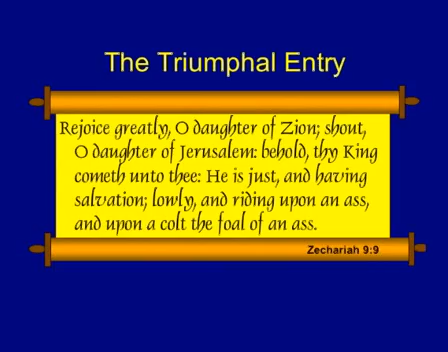 The Triumphal Entry
Rejoice greatly, O daughter of Zion; shout,
O daughter of Jerusalem: behold, thy King
cometh unto thee: He is just, and having
salvation; lowly, and riding upon an ass,
and upon a colt the foal of an ass.
Zechariah 9:9